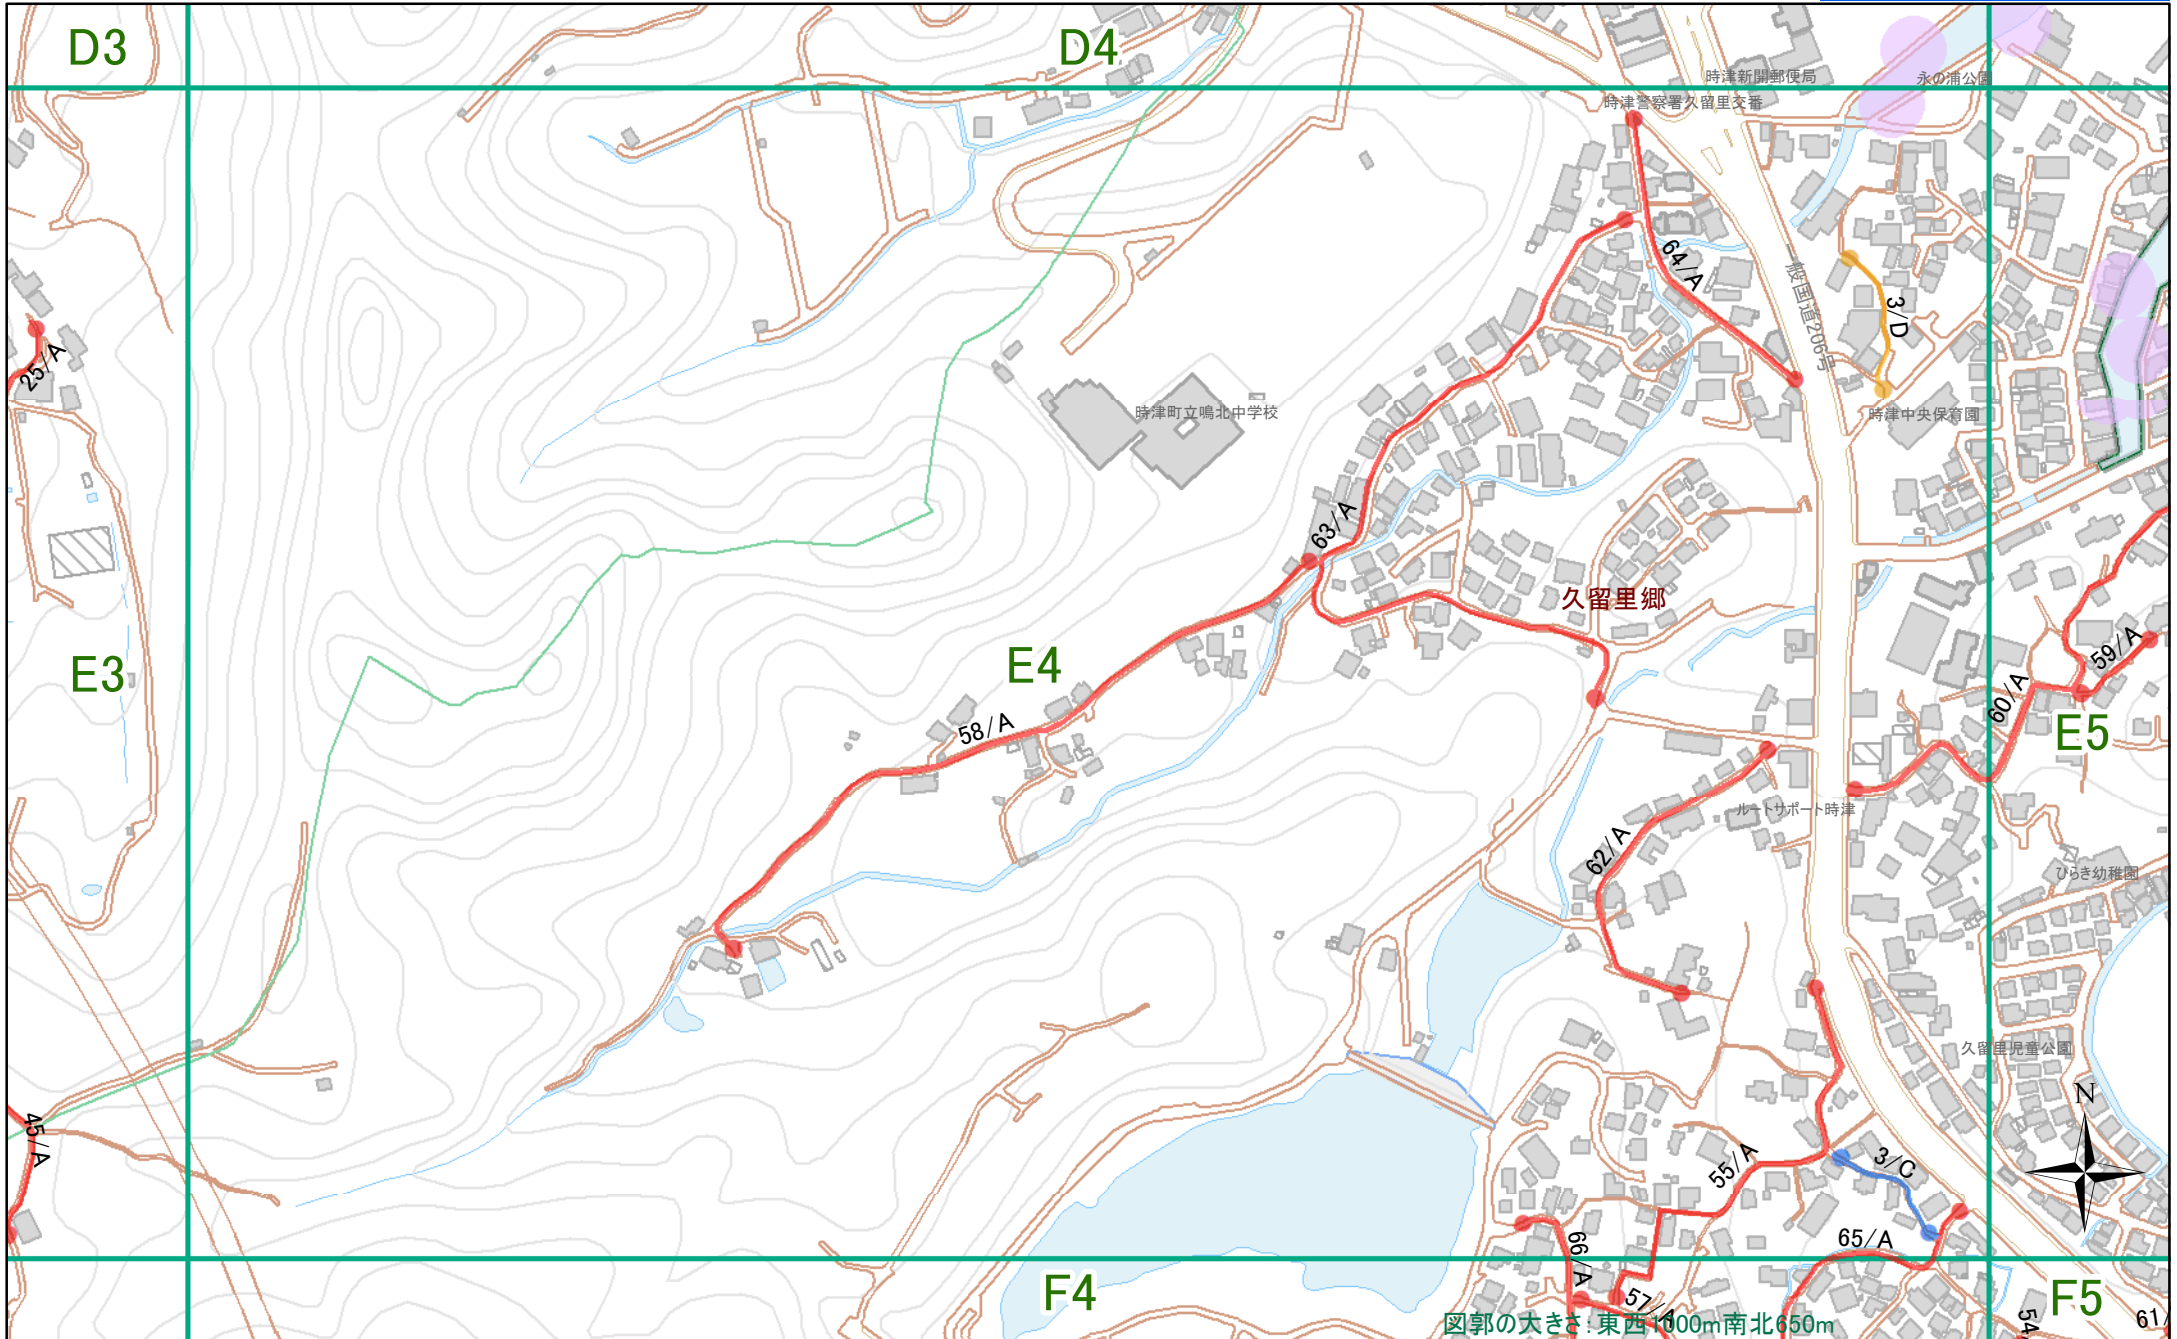 D3
D4
時津新開郵便局
永の浦公園
時津警察署久留里交番
64/A
一般国道206号
3/D
25/A
時津町立鳴北中学校
時津中央保育園
63/A
久留里郷
E3
E4
59/A
60/A
E5
58/A
ルートサポート時津
62/A
ひらき幼稚園
久留里児童公園
N
45/A
55/A
3/C
65/A
66/A
F4
57/A
F5
54
61/
図郭の大きさ：東西1000m南北650m